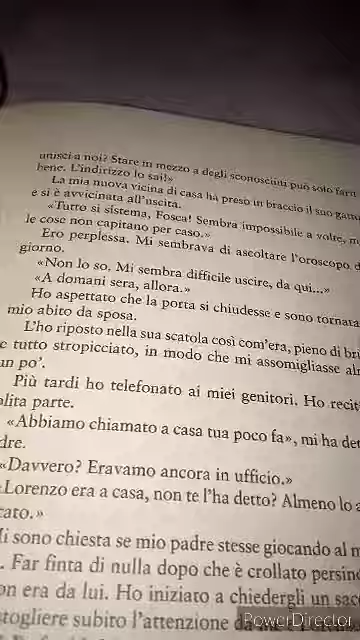 unisci a noi? Stare in mezzo a degli sconosciuti può solo farti
bene. L'indirizzo lo sai!»
La mia nuova vicina di casa ha preso in braccio il suo gatto
e si è avvicinata all'uscita.
«Tutto si sistema, Fosca! Sembra impossibile a volte, m
le cose non capitano per caso.»
Ero perplessa. Mi sembrava di ascoltare l'oroscopo d
giorno.
«Non lo so. Mi sembra difficile uscire, da qui...»
«A domani sera, allora.»
Ho aspettato che la porta si chiudesse e sono tornata
mio abito da sposa.
L'ho riposto nella sua scatola così com'era, pieno di bri
e tutto stropicciato, in modo che mi assomigliasse al
un po'.
Più tardi ho telefonato ai miei genitori. Ho recit
olita parte.
«Abbiamo chiamato a casa tua poco fa», mi ha det
dre.
«Davvero? Eravamo ancora in ufficio.»
Lorenzo era a casa, non te l'ha detto? Almeno lo a
cato.»
Mi sono chiesta se mio padre stesse giocando al m
. Far finta di nulla dopo che è crollato persin
on era da lui. Ho iniziato a chiedergli un sac
stogliere subito l'attenzione da
PowerDirector